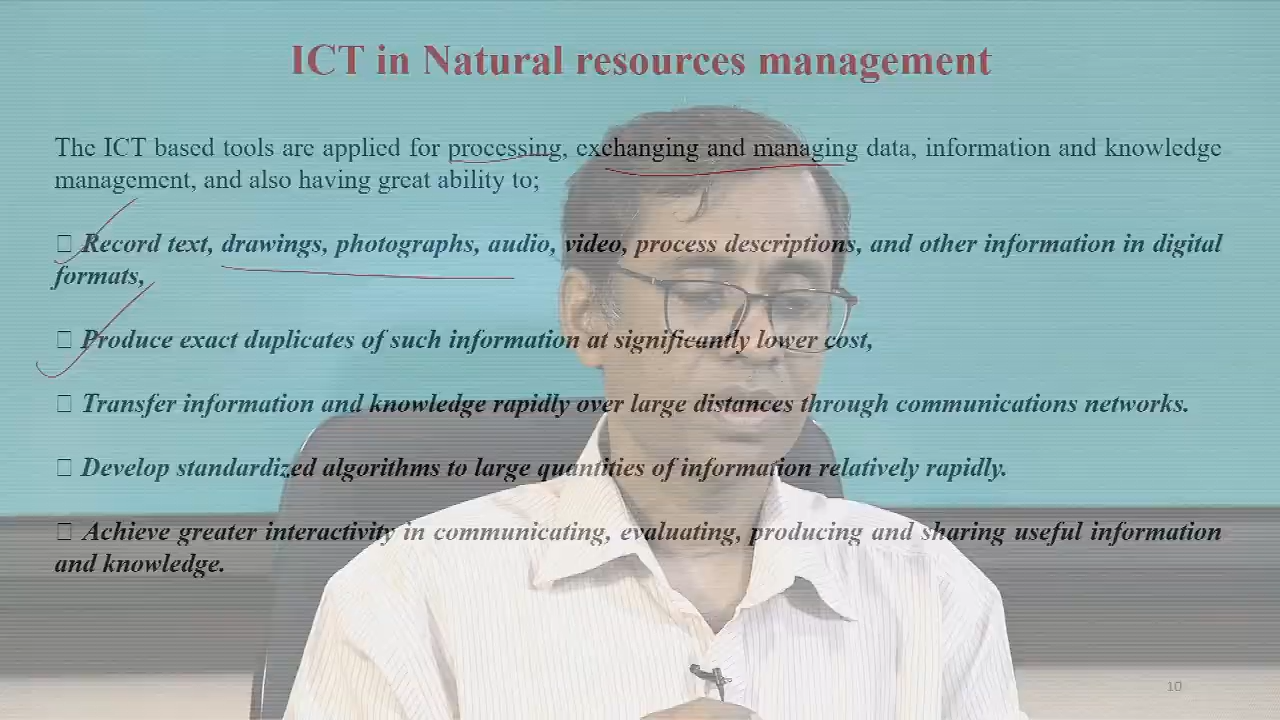 ICT in Natural resources management
The ICT based tools are applied for processing, exchanging and managing data, information and knowledge
management, and also having great ability to;
□ Record text, drawings, photographs, audio, video, process descriptions, and other information in digital
formats,
□ Produce exact duplicates of such information at significantly lower cost,
□ Transfer information and knowledge rapidly over large distances through communications networks.
□ Develop standardized algorithms to large quantities of information relatively rapidly.
□ Achieve greater interactivity in communicating, evaluating, producing and sharing useful information
and knowledge.
10